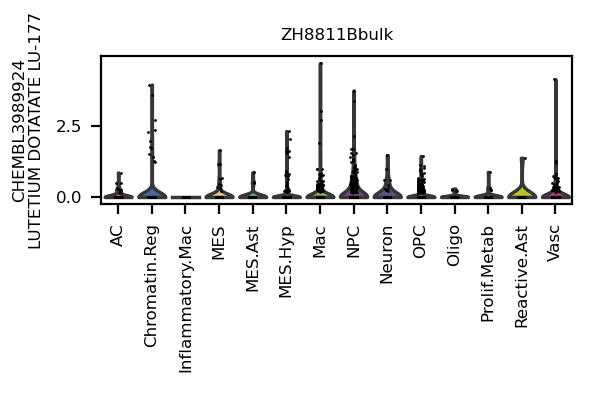 ZH8811Bbulk
CHEMBL3989924
LUTETIUM DOTATATE LU-177
2.5
0.0
AC
Chromatin.Reg
Inflammatory.Mac
MES
MES.Ast
MES.Hyp
Mac
NPC
Neuron
OPC
Oligo
Prolif.Metab
Reactive.Ast
Vasc